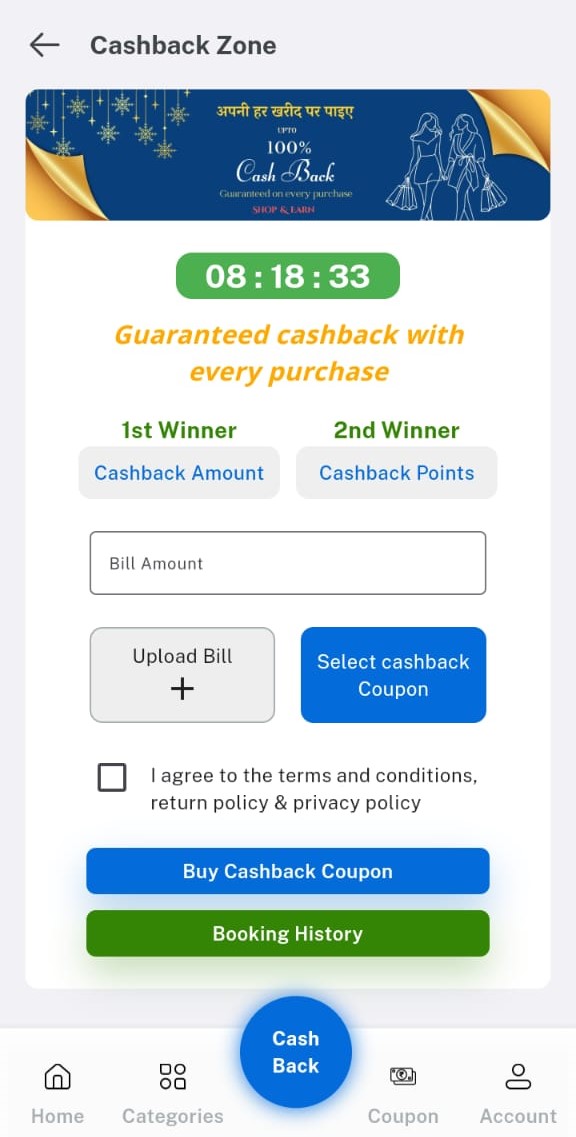 Cashback Zone
अपनी हर खरीद पर पाइए
UPTO
100%
Cash Back
Guaranteed on every purchase
SHOP & EARN
08 : 18 : 33
Guaranteed cashback with
every purchase
1st Winner
2nd Winner
Cashback Amount
Cashback Points
Bill Amount
Upload Bill
+
Select cashback
Coupon
I agree to the terms and conditions,
return policy & privacy policy
Buy Cashback Coupon
Booking History
Cash
Back
Home
Categories
Coupon
Account